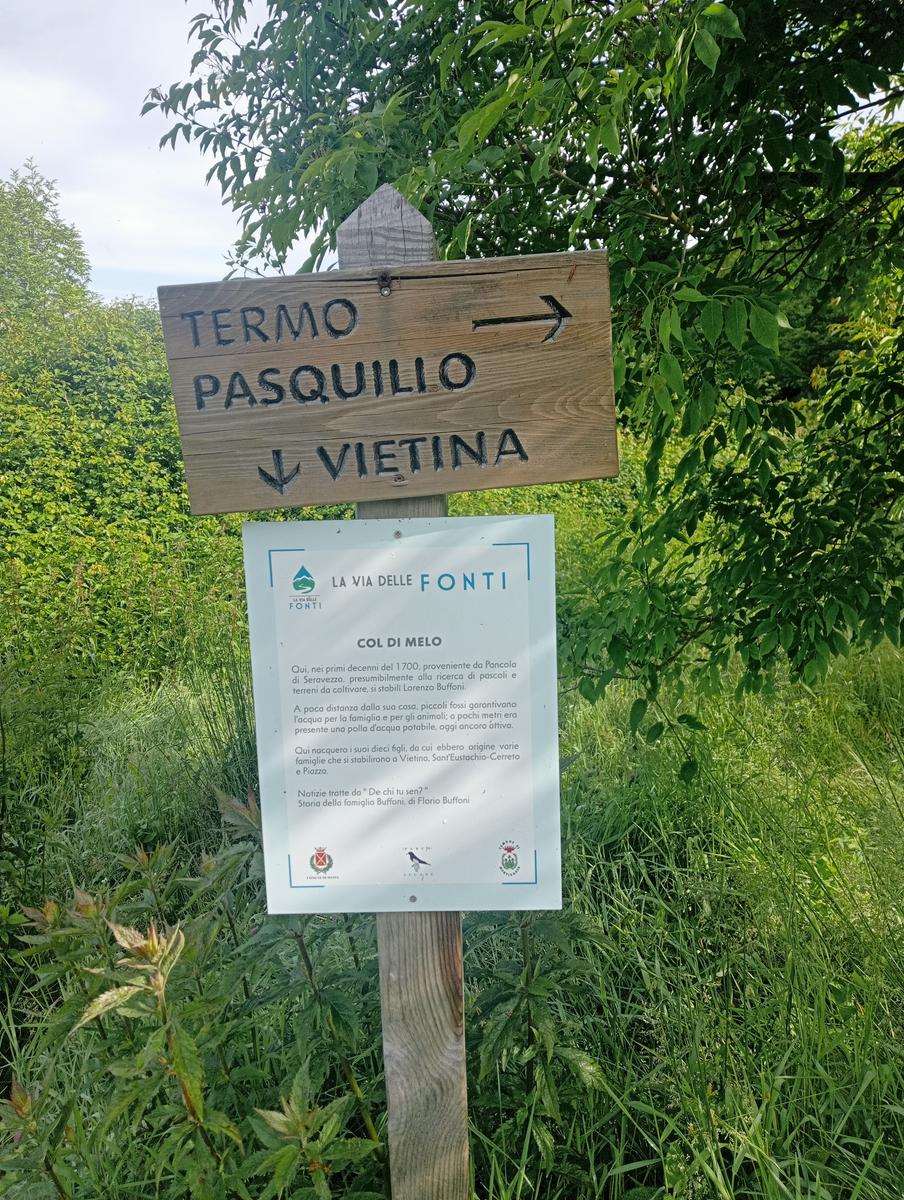 TERMO →
PASQUILIO
↓ VIETINA
LA VIA DELLE
FONTI
LA VIA DELLE FONTI
COL DI MELO
Qui, nei primi decenni del 1700, proveniente da Pancola
di Seravezza, presumibilmente alla ricerca di pascoli e
terreni da coltivare, si stabilì Lorenzo Buffoni.
A poca distanza dalla sua casa, piccoli fossi garantivano
l'acqua per la famiglia e per gli animali; a pochi metri era
presente una polla d'acqua potabile, oggi ancora attiva.
Qui nacquero i suoi dieci figli, da cui ebbero origine varie
famiglie che si stabilirono a Vietina, Sant'Eustachio-Cerreto
e Piazza.
Notizie tratte da " De chi tu sen? "
Storia della famiglia Buffoni, di Florio Buffoni
COMUNE DI MASSA